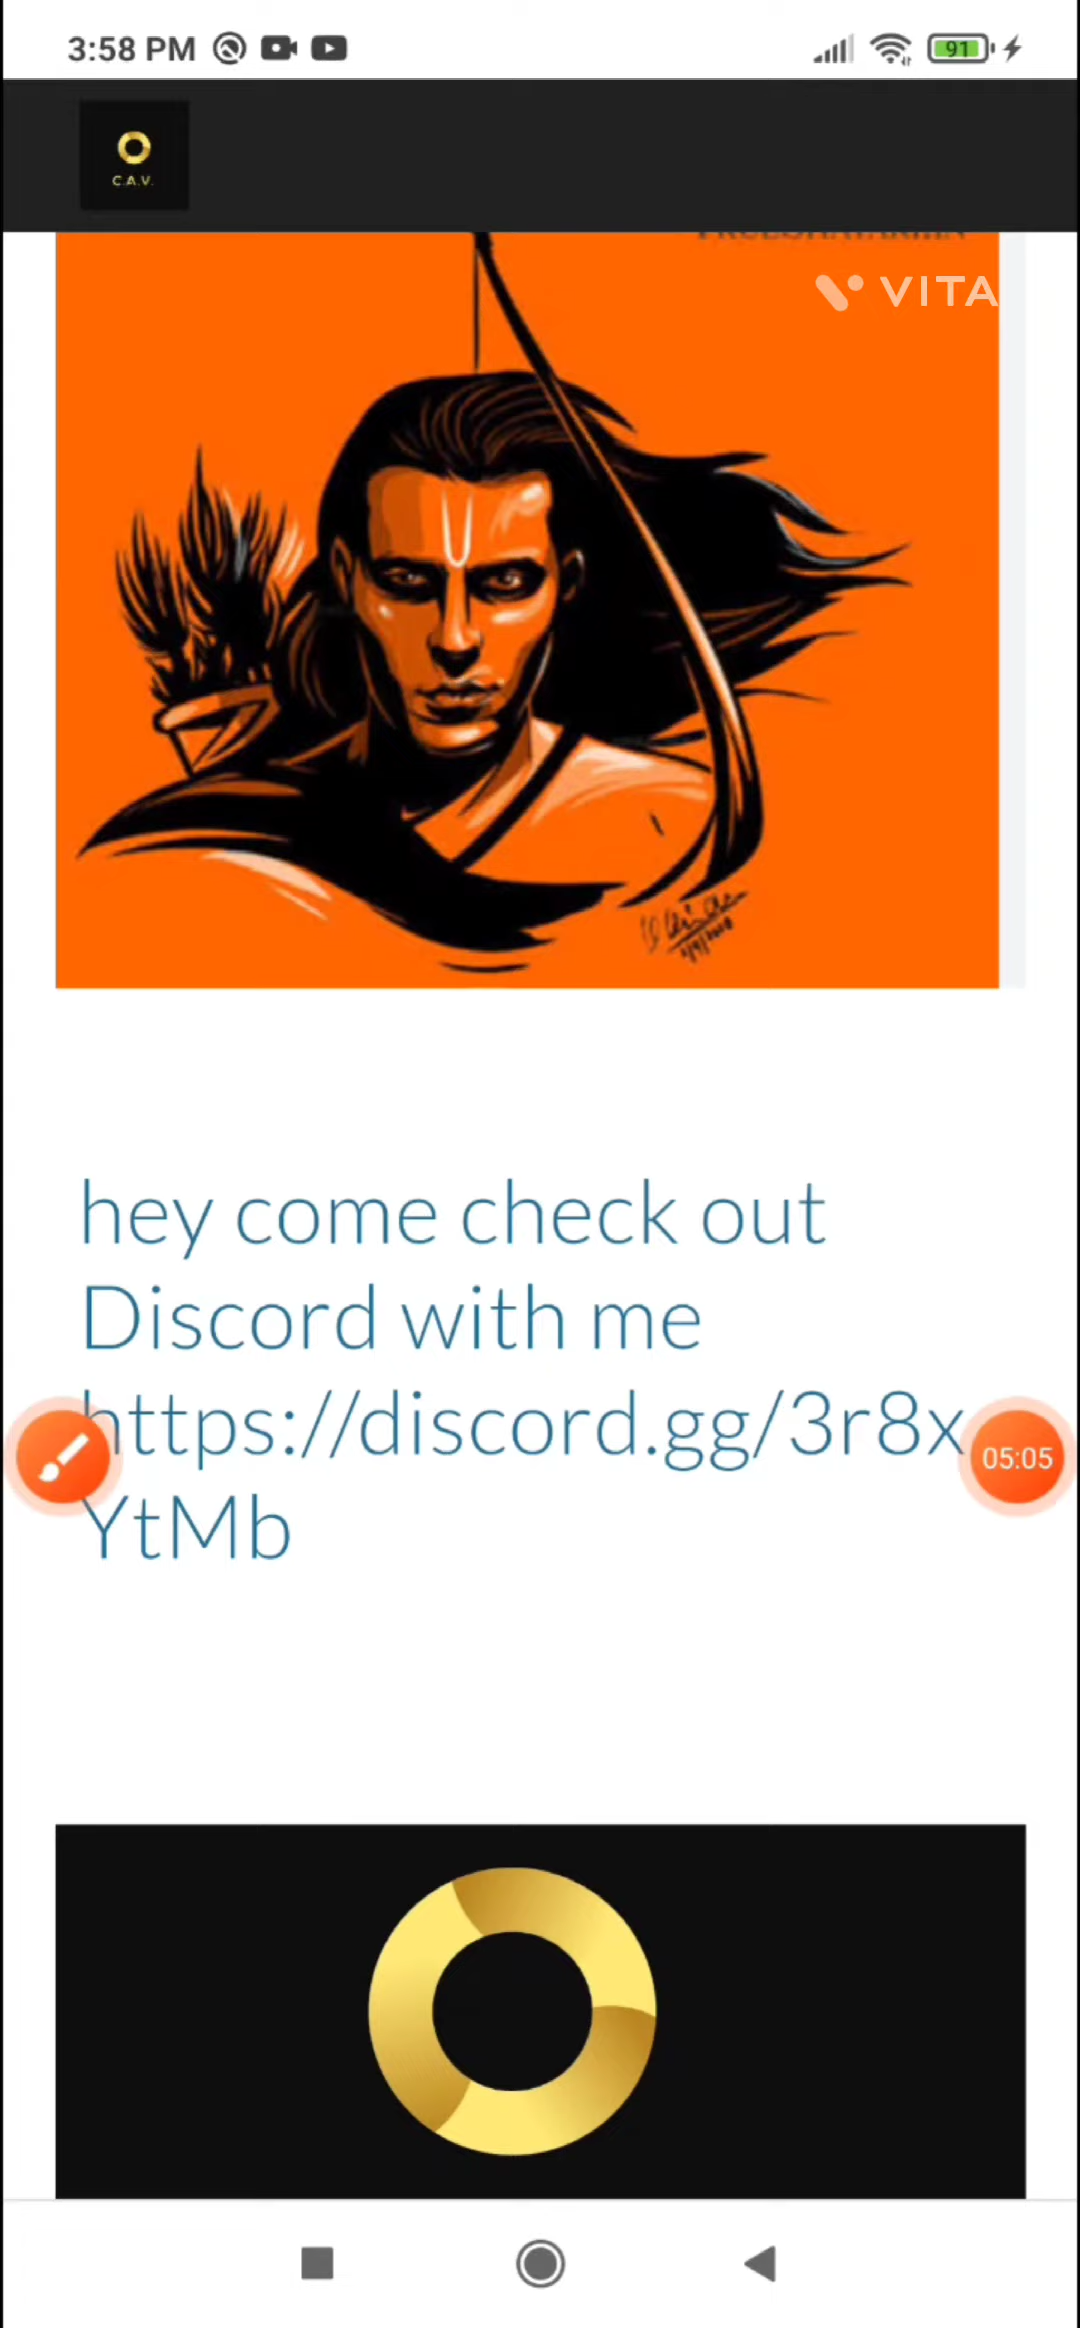 3:58 PM
91
C.A.V.
VITA
hey come check out
Discord with me
https://discord.gg/3r8x
YtMb
05:05